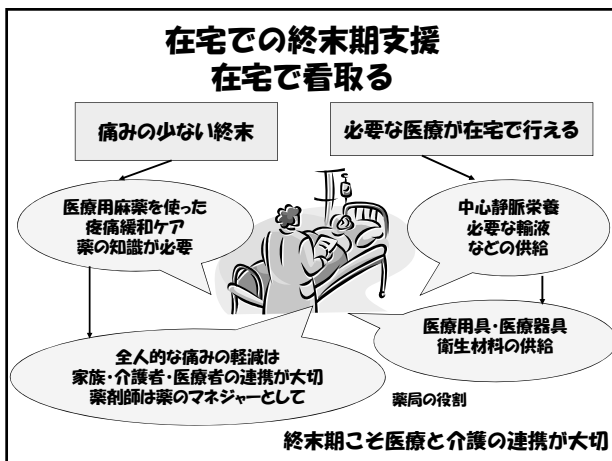 在宅での終末期支援
在宅で看取る
痛みの少ない終末
必要な医療が在宅で行える
医療用麻薬を使った
疼痛緩和ケア
薬の知識が必要
中心静脈栄養
必要な輸液
などの供給
医療用具・医療器具
衛生材料の供給
全人的な痛みの軽減は
家族・介護者・医療者の連携が大切
薬剤師は薬のマネジャーとして
薬局の役割
終末期こそ医療と介護の連携が大切